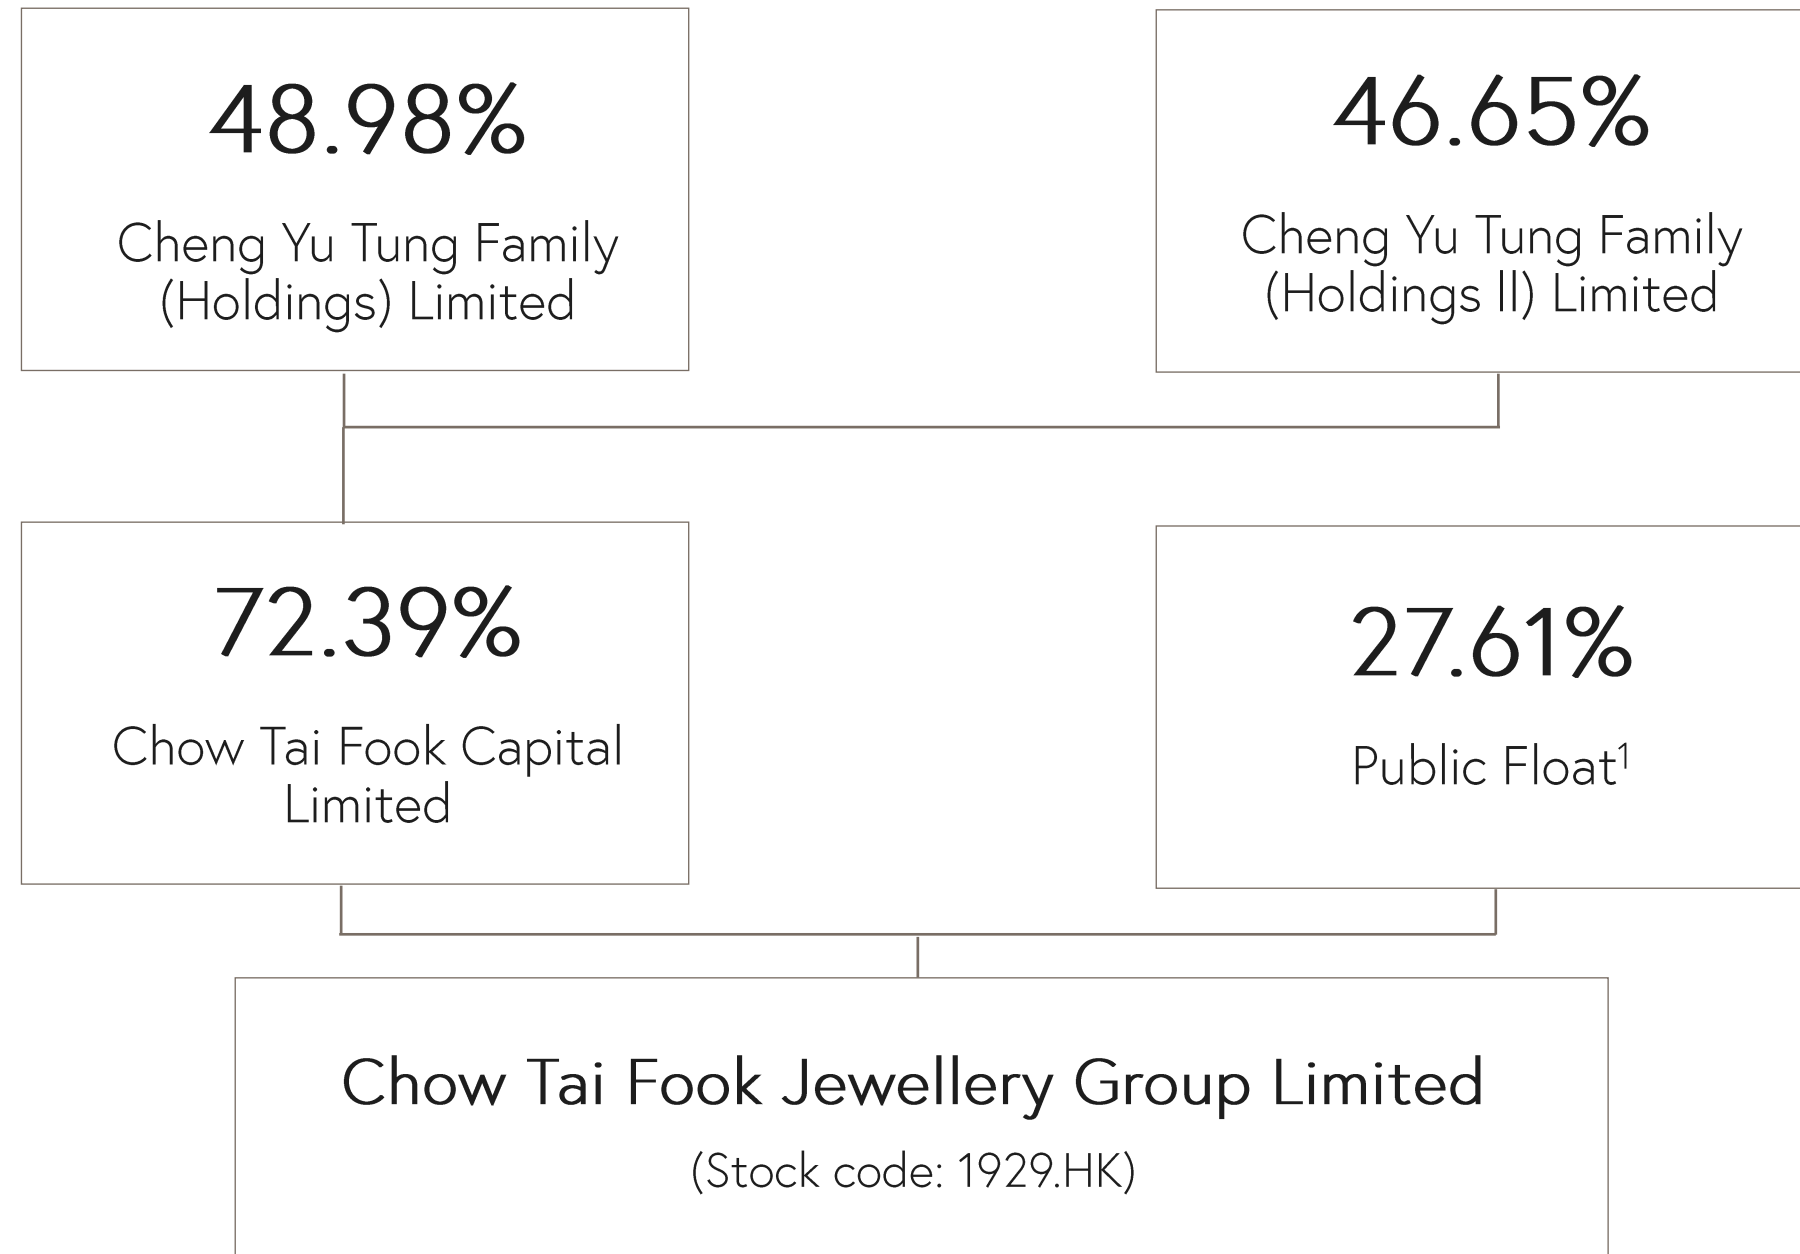 48.98%
Cheng Yu Tung Family
(Holdings) Limited
46.65%
Cheng Yu Tung Family
(Holdings ll) Limited
72.39%
Chow Tai Fook Capital
Limited
27.61%
Public Float¹
Chow Tai Fook Jewellery Group Limited
(Stock code: 1929.HK)